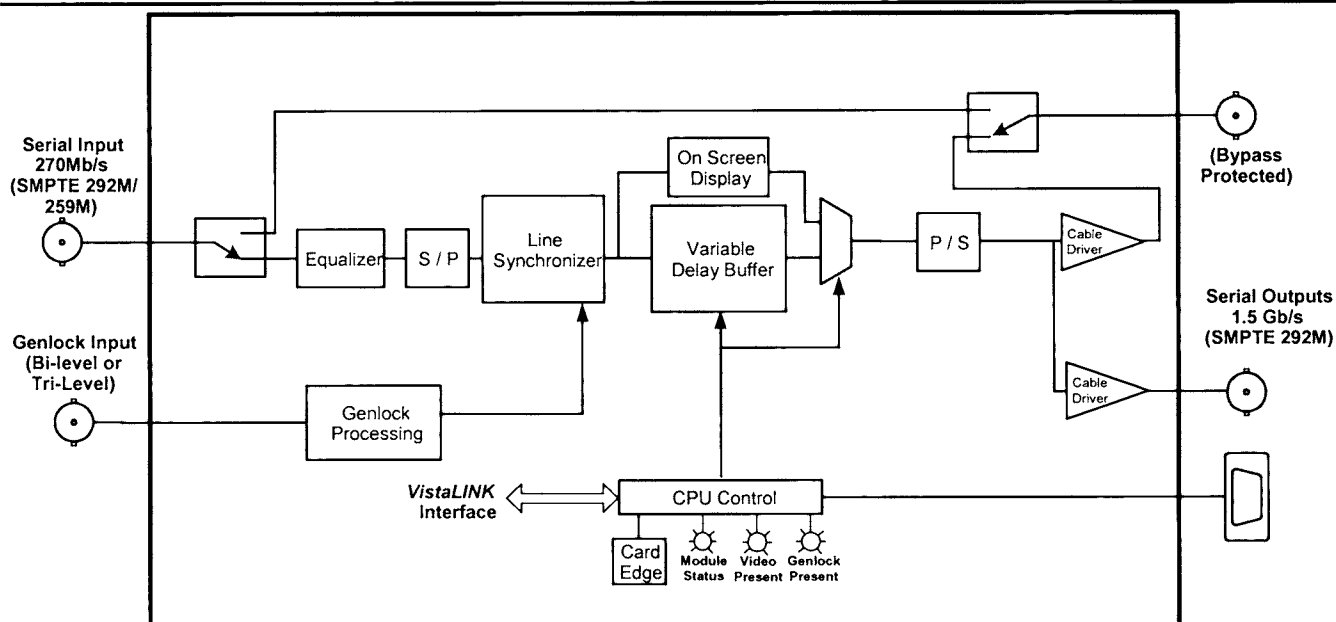 Serial Input
270Mb/s
(SMPTE 292M/
259M)
Equalizer
S / P
Line
Synchronizer
On Screen
Display
Variable
Delay Buffer
P / S
Cable
Driver
(Bypass
Protected)
Genlock Input
(Bi-level or
Tri-Level)
Genlock
Processing
Cable
Driver
Serial Outputs
1.5 Gb/s
(SMPTE 292M)
VistaLINK
Interface
CPU Control
Card
Edge
Module
Status
Video
Present
Genlock
Present